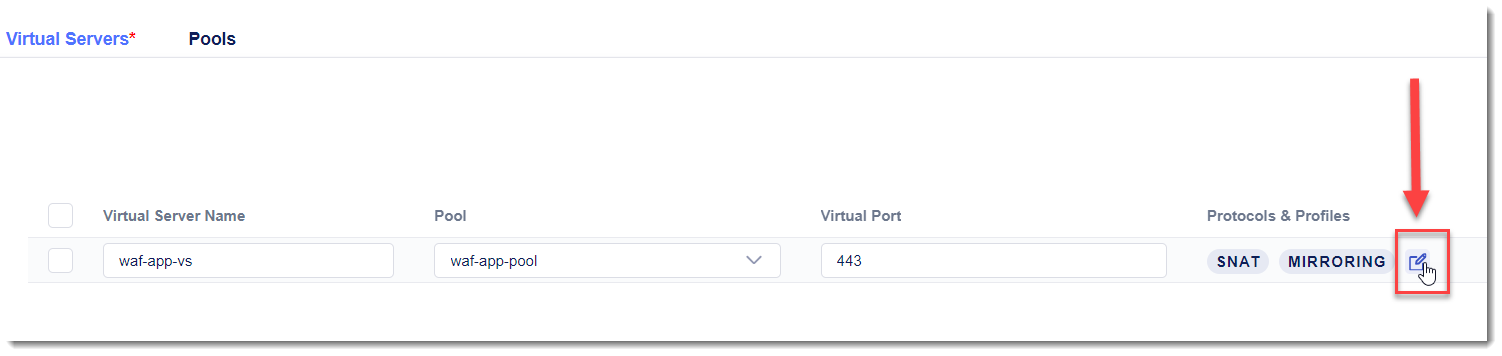 Virtual Servers* Pools
Virtual Server Name Pool Virtual Port Protocols & Profiles
waf-app-vs waf-app-pool 443 SNAT MIRRORING